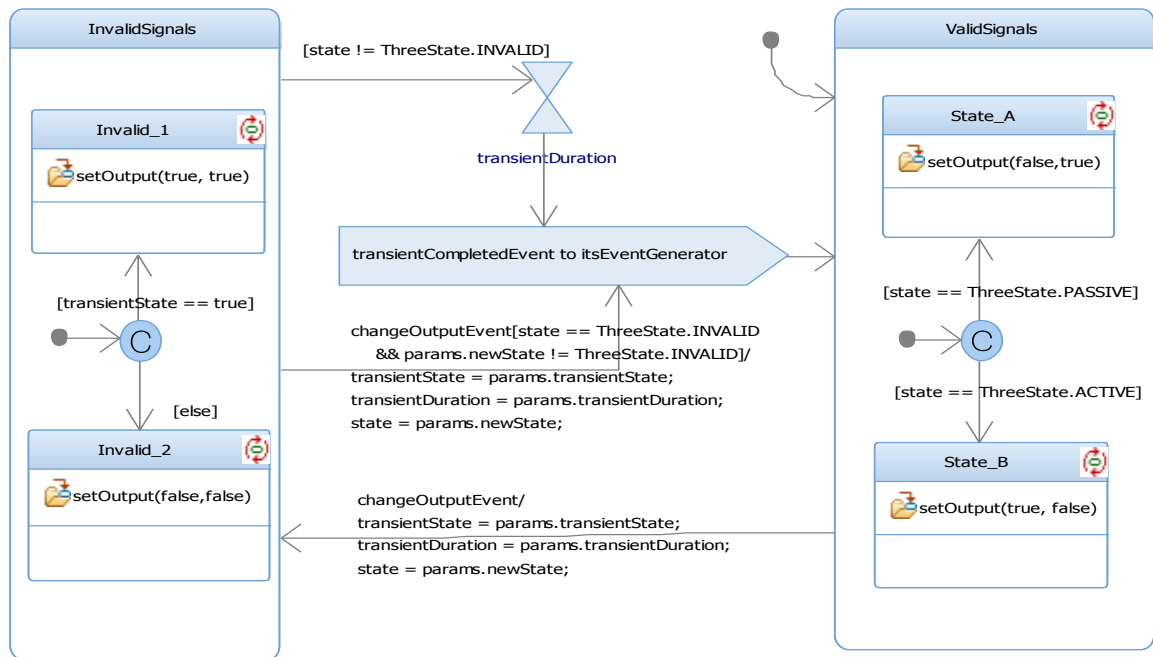 InvalidSignals
[state != ThreeState.INVALID]
ValidSignals
Invalid_1
setOutput(true, true)
State_A
setOutput(false,true)
transientDuration
transientCompletedEvent to itsEventGenerator
[transientState == true]
C
[else]
[state == ThreeState.PASSIVE]
C
[state == ThreeState.ACTIVE]
changeOutputEvent[state == ThreeState.INVALID
&& params.newState != ThreeState.INVALID]/
transientState = params.transientState;
transientDuration = params.transientDuration;
state = params.newState;
Invalid_2
setOutput(false,false)
State_B
setOutput(true, false)
changeOutputEvent/
transientState = params.transientState;
transientDuration = params.transientDuration;
state = params.newState;